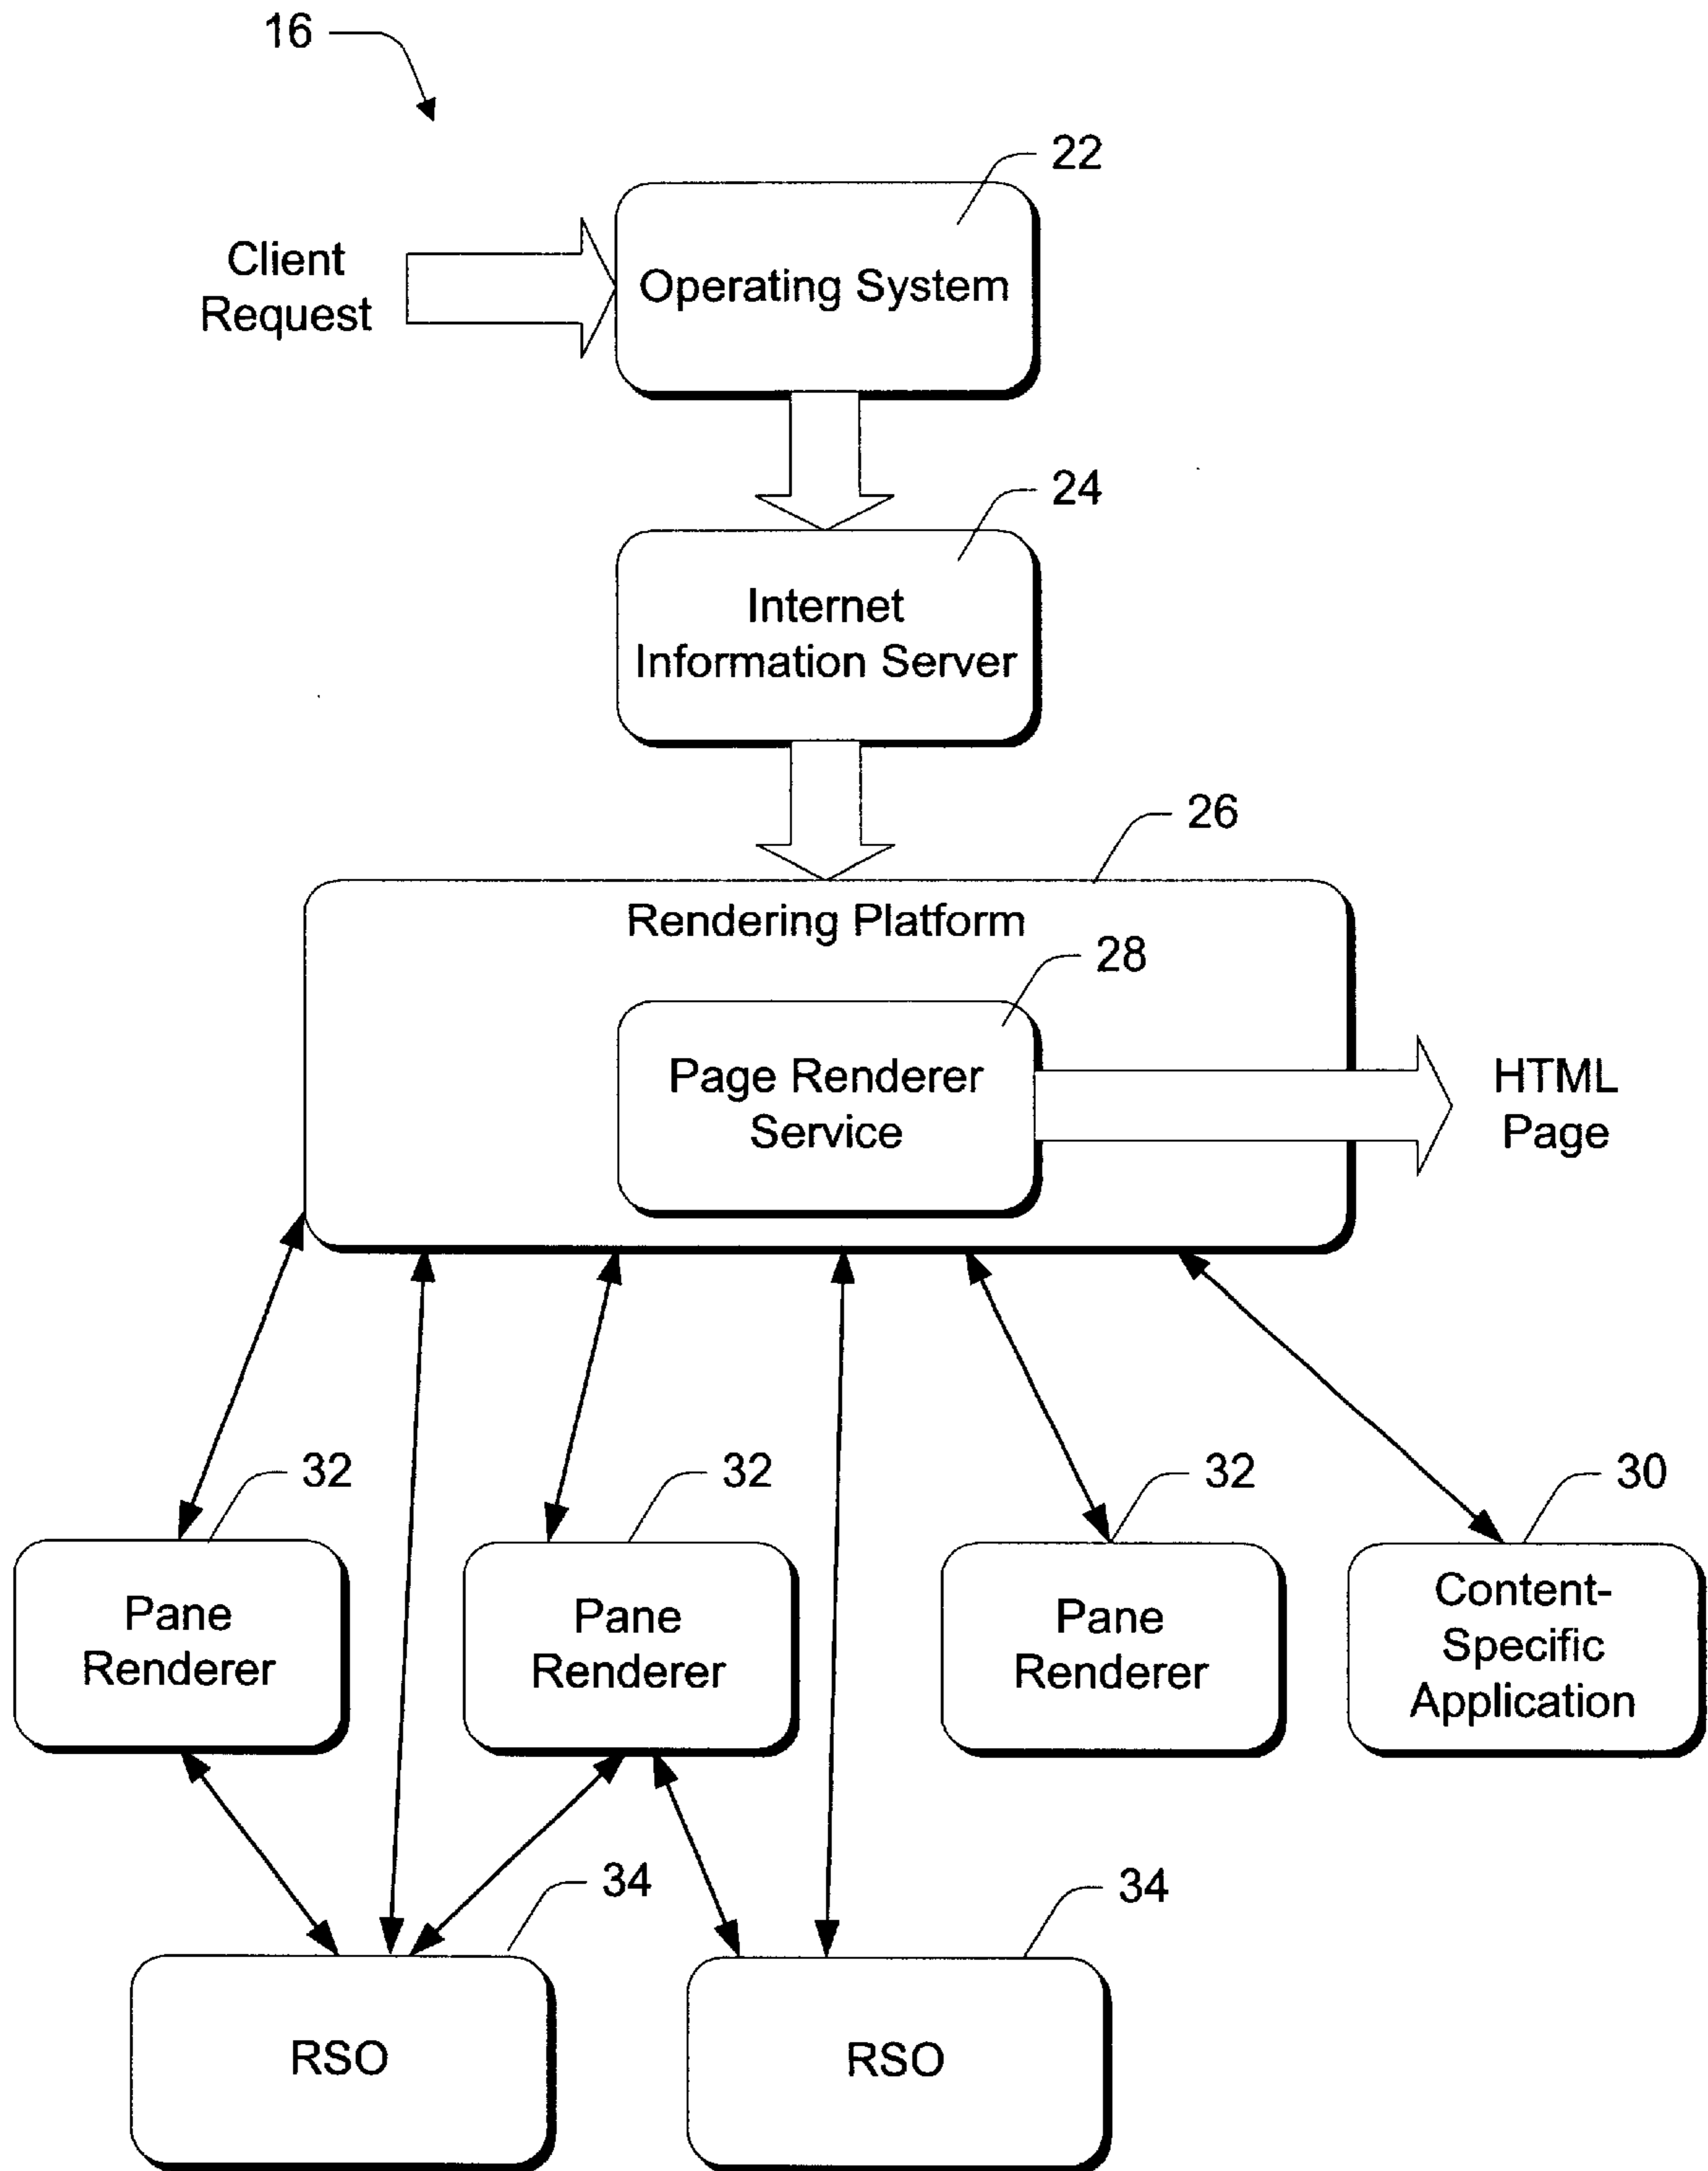 16
22
Client
Request
Operating System
24
Internet
Information Server
26
Rendering Platform
28
Page Renderer
Service
HTML
Page
32
32
32
30
Pane
Renderer
Pane
Renderer
Pane
Renderer
Content-
Specific
Application
34
34
RSO
RSO